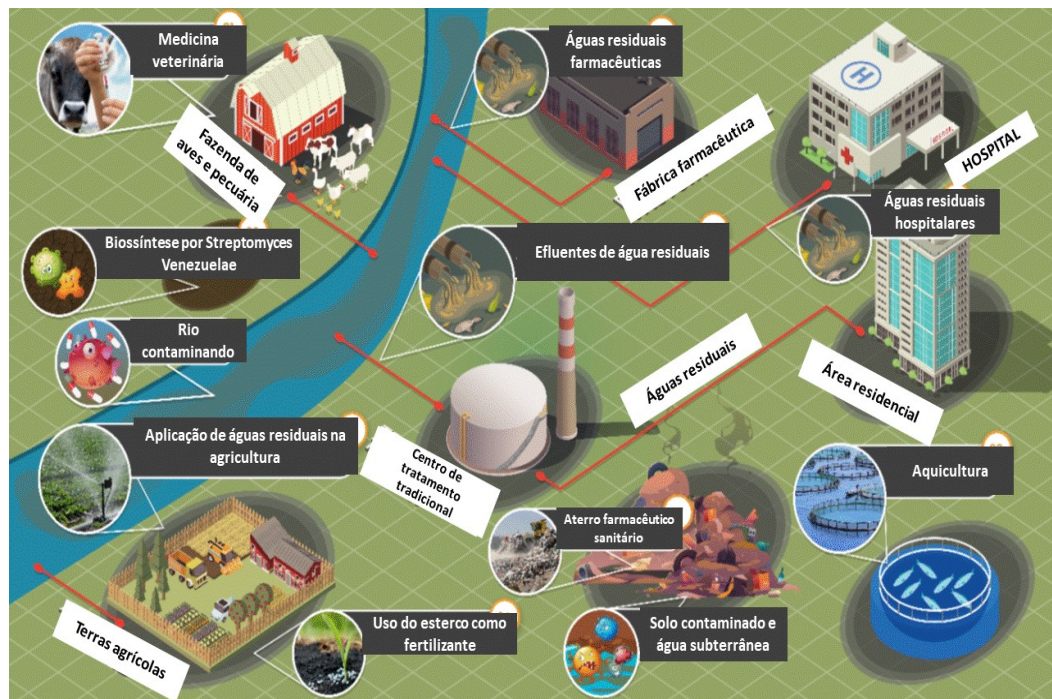 Medicina
veterinária
Águas residuais
farmacêuticas
H
HOSPITAL
Fazenda de
aves e pecuária
Fábrica farmacêutica
HOSPITAL
Águas residuais
hospitalares
Biossíntese por Streptomyces
Venezuelae
Efluentes de água residuais
Rio
contaminando
Águas residuais
Área residencial
Aplicação de águas residuais na
agricultura
Centro de
tratamento
tradicional
Aquicultura
Aterro farmacêutico
sanitário
Terras agrícolas
Uso do esterco como
fertilizante
Solo contaminado e
água subterrânea